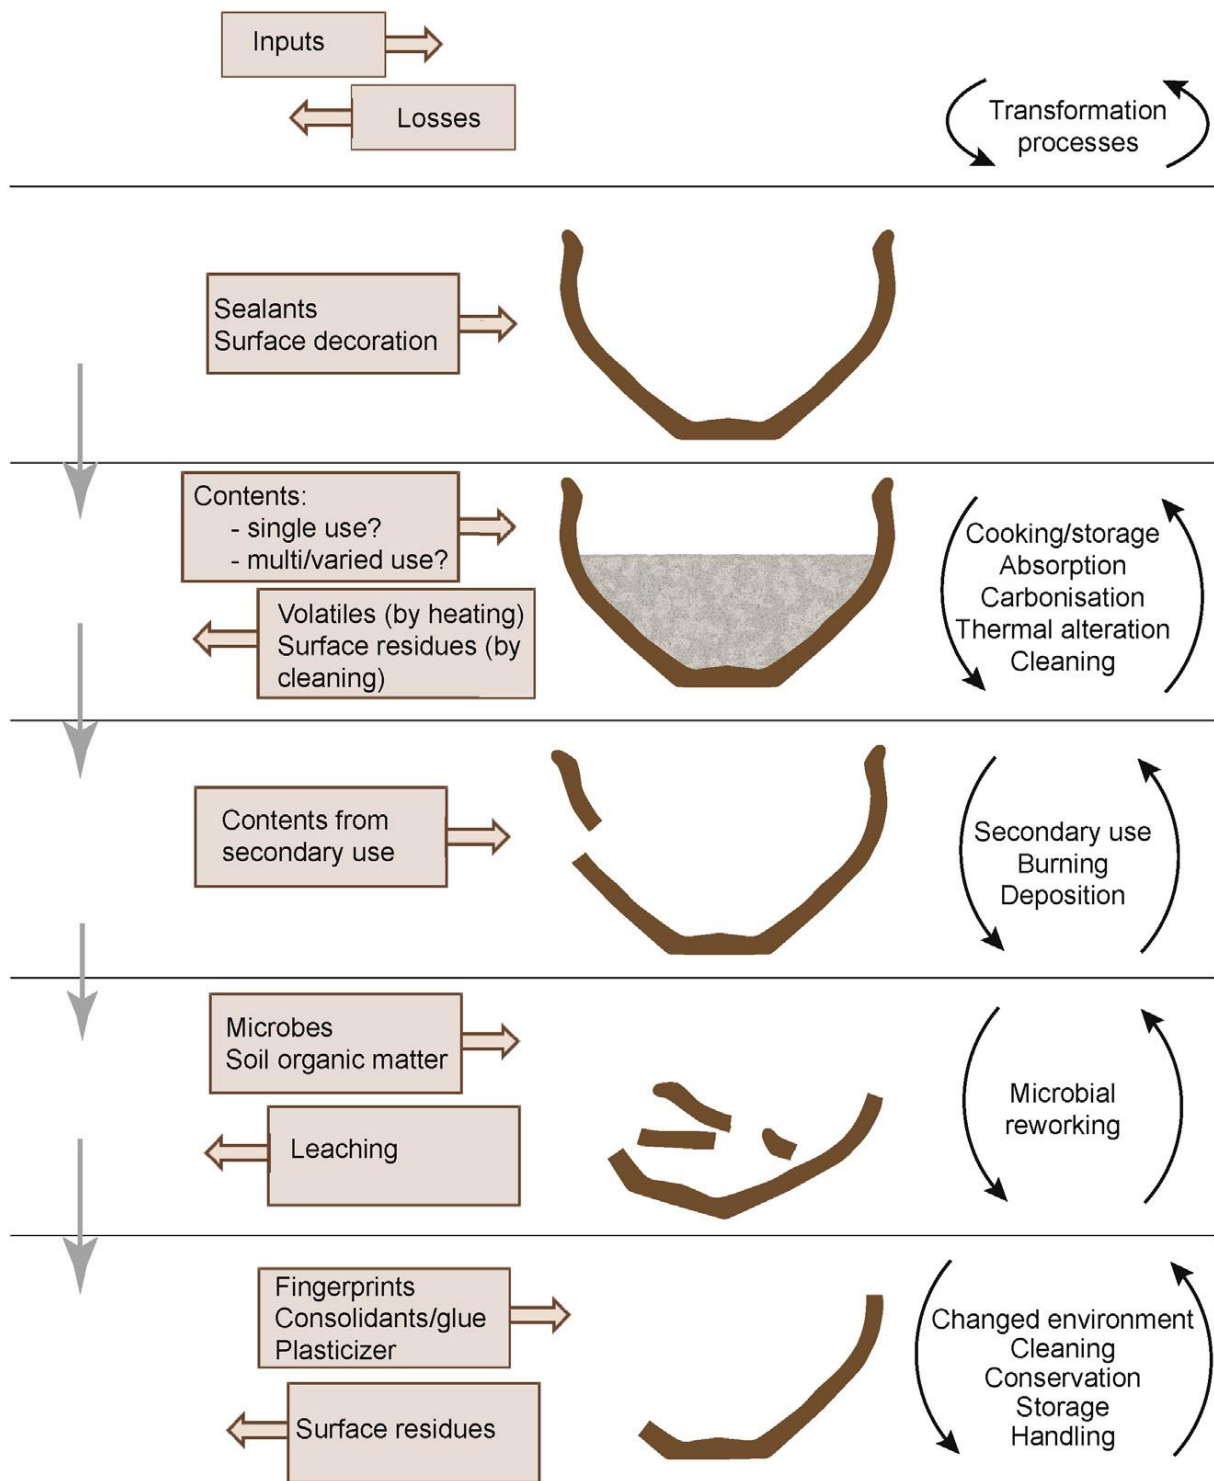 Inputs
Losses
Transformation
processes
Sealants
Surface decoration
Contents:
- single use?
- multi/varied use?
Volatiles (by heating)
Surface residues (by
cleaning)
Cooking/storage
Absorption
Carbonisation
Thermal alteration
Cleaning
Contents from
secondary use
Secondary use
Burning
Deposition
Microbes
Soil organic matter
Leaching
Microbial
reworking
Fingerprints
Consolidants/glue
Plasticizer
Surface residues
Changed environment
Cleaning
Conservation
Storage
Handling